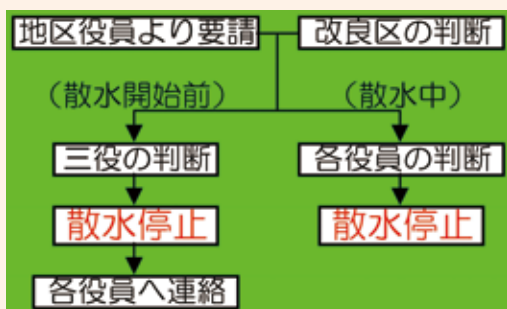 地区役員より要請 改良区の判断
（散水開始前） （散水中）
三役の判断 各役員の判断
散水停止 散水停止
各役員へ連絡